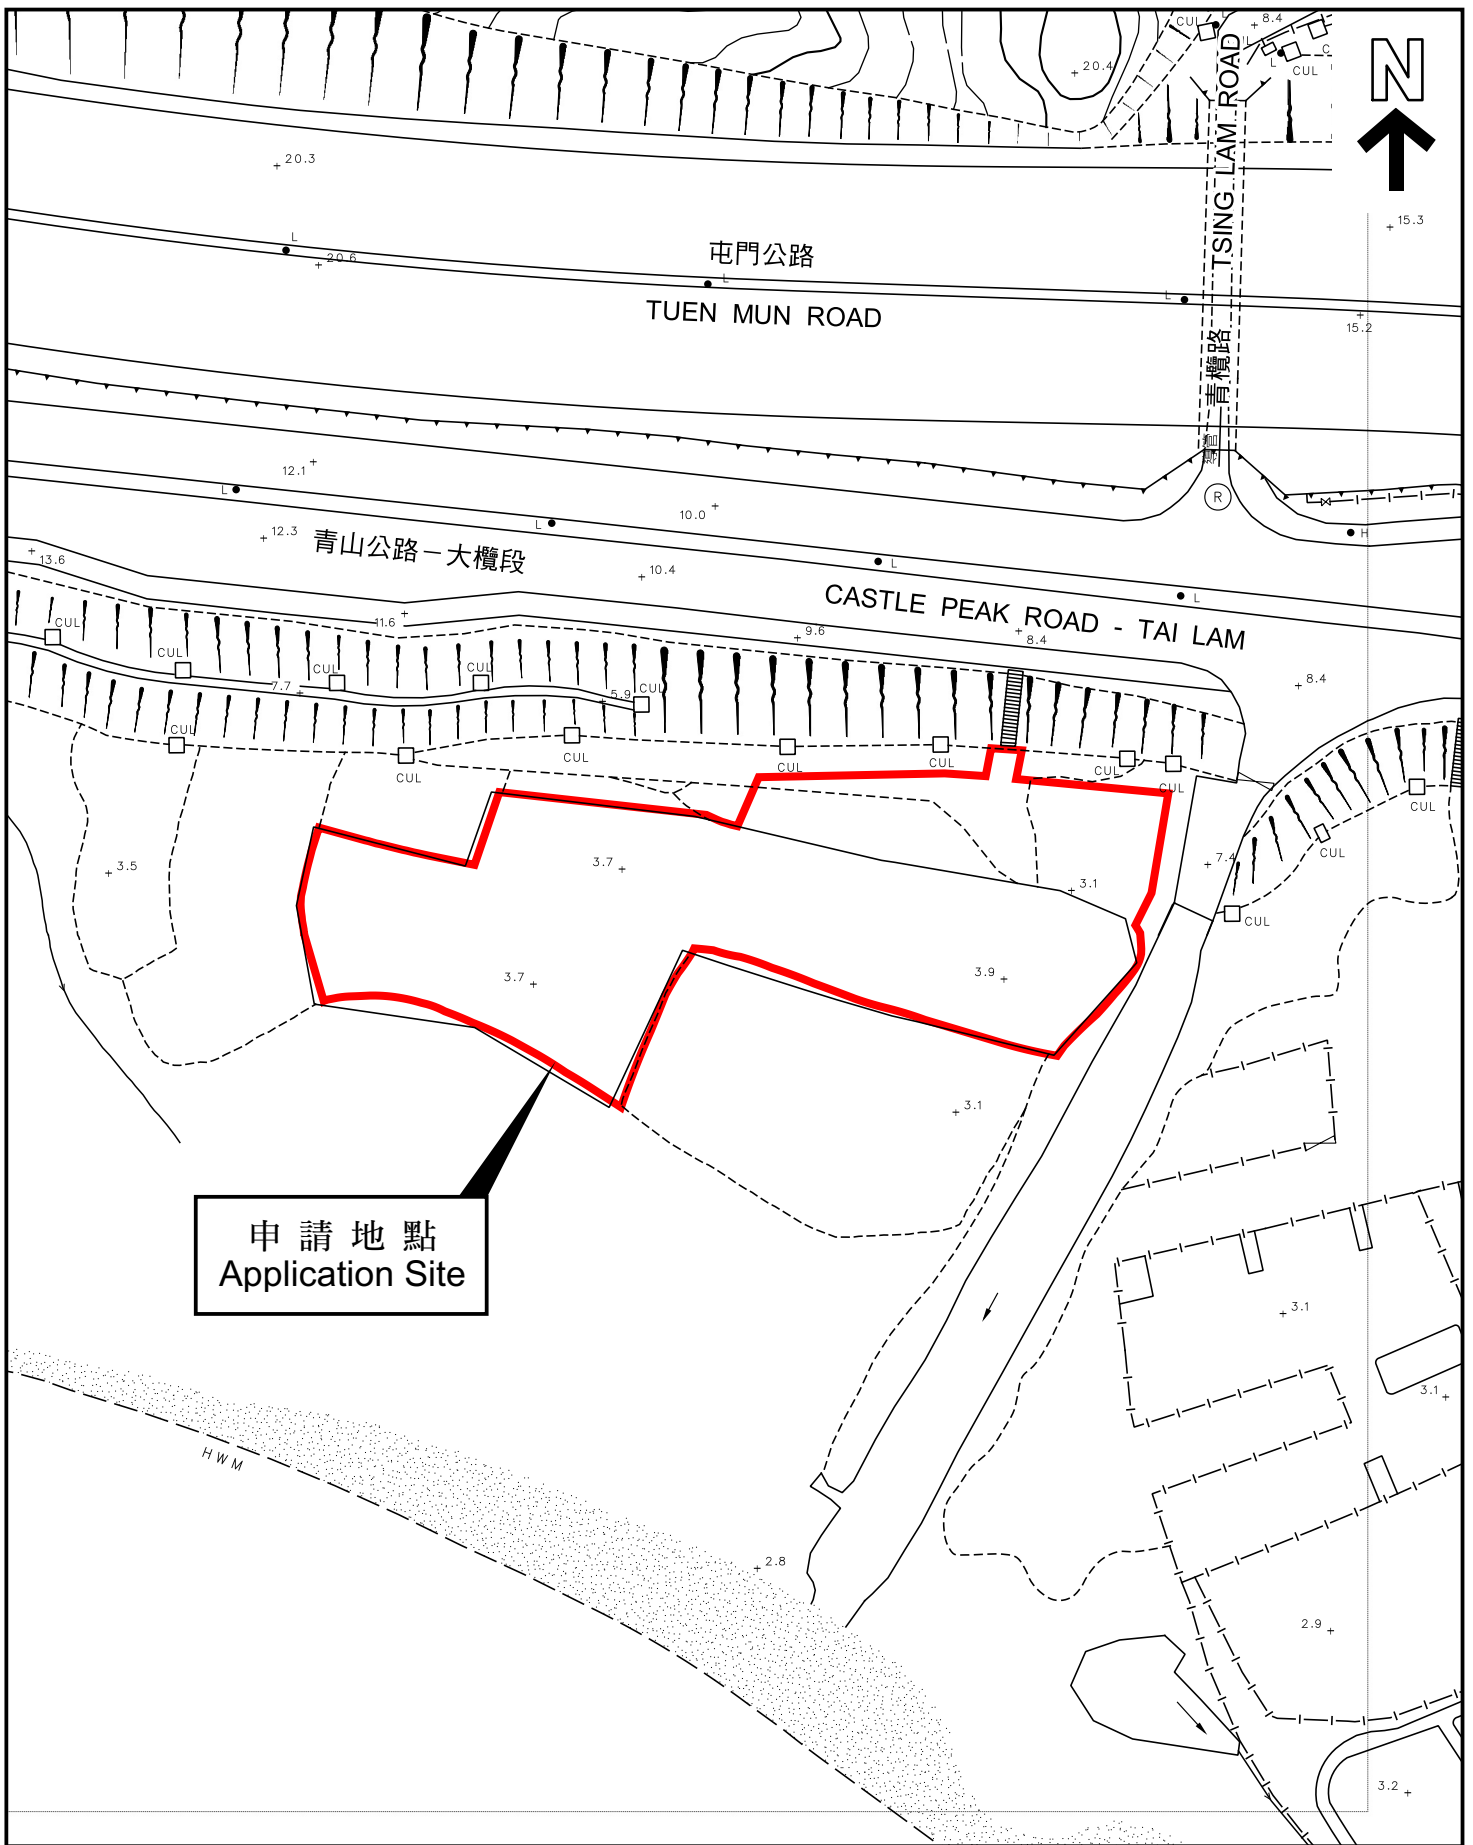 CUL
L
8.4
L
L
C
CUL
N
20.4
TSING LAM ROAD
20.3
15.3
L
20.6
屯門公路
L
L
TUEN MUN ROAD
15.2
青欖路
12.1
L
R
10.0
L
H
12.3
青山公路－大欖段
13.6
L
10.4
CASTLE PEAK ROAD - TAI LAM
L
11.6
9.6
8.4
CUL
CUL
CUL
CUL
7.7
5.9
CUL
8.4
CUL
CUL
CUL
CUL
CUL
CUL
CUL
CUL
CUL
3.5
3.7
3.1
7.4
CUL
3.7
3.9
3.1
申請地點
Application Site
3.1
3.1
HWM
2.8
2.9
3.2